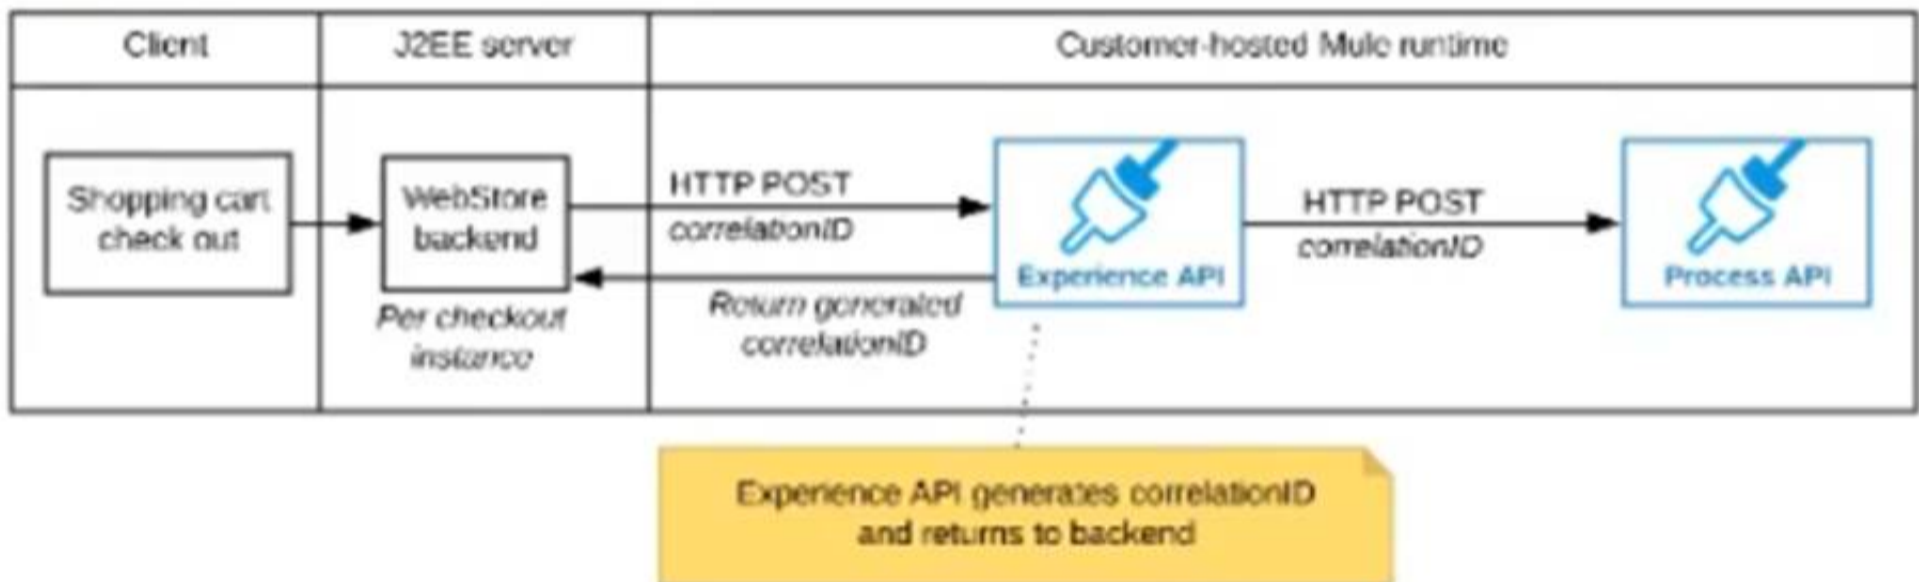 Client
J2EE server
Customer-hosted Mule runtime
Shopping cart
check out
WebStore
backend
Per checkout
instance
HTTP POST
correlationID
Return generated
correlationID
Experience API
HTTP POST
correlationID
Process API
Experience API generates correlationID
and returns to backend